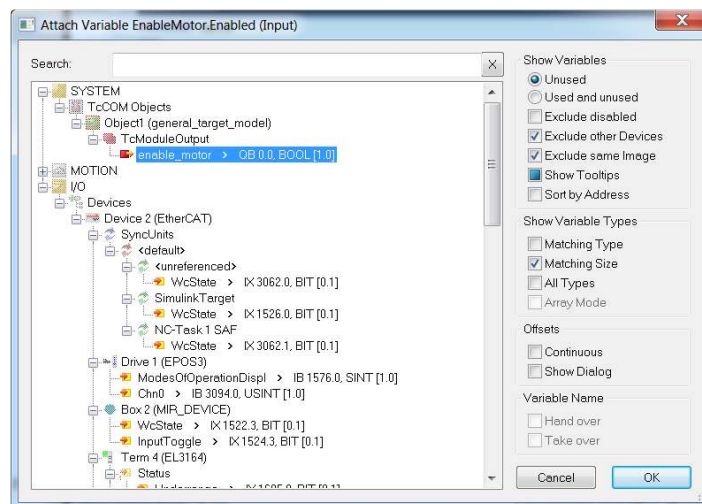 Attach Variable EnableMotor.Enabled (Input)
Search:
SYSTEM
TcCOM Objects
Object1 (general_target_model)
TcModuleOutput
enable_motor > QB 0.0, BOOL [1.0]
MOTION
I/O
Devices
Device 2 (EtherCAT)
SyncUnits
<default>
<unreferenced>
WcState > IX 3062.0, BIT [0.1]
SimulinkTarget
WcState > IX 1526.0, BIT [0.1]
NC-Task 1 SAF
WcState > IX 3062.1, BIT [0.1]
Drive 1 (EPOS3)
ModesOfOperationDispl > IB 1576.0, SINT [1.0]
Chn0 > IB 3094.0, USINT [1.0]
Box 2 (MIR_DEVICE)
WcState > IX 1522.3, BIT [0.1]
InputToggle > IX 1524.3, BIT [0.1]
Term 4 (EL3164)
Status
Show Variables
Unused
Used and unused
Exclude disabled
Exclude other Devices
Exclude same Image
Show Tooltips
Sort by Address
Show Variable Types
Matching Type
Matching Size
All Types
Array Mode
Offsets
Continuous
Show Dialog
Variable Name
Hand over
Take over
Cancel
OK